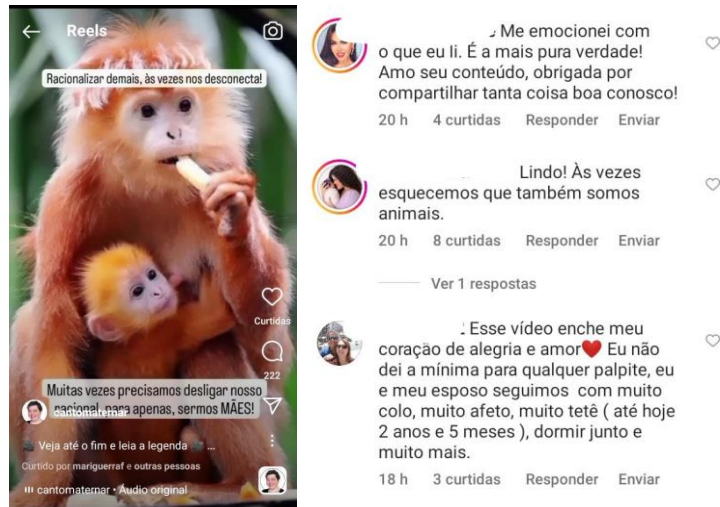 Reels
Racionalizar demais, às vezes nos desconecta!
Curtidas
222
Muitas vezes precisamos desligar nosso
racional, para apenas, sermos MÃES!
cantomaternar
Veja até o fim e leia a legenda ...
Curtido por mariguerraf e outras pessoas
cantomaternar • Áudio original
Me emocionei com
o que eu li. É a mais pura verdade!
Amo seu conteúdo, obrigada por
compartilhar tanta coisa boa conosco!
20 h 4 curtidas Responder Enviar
Lindo! Às vezes
esquecemos que também somos
animais.
20 h 8 curtidas Responder Enviar
Ver 1 respostas
Esse vídeo enche meu
coração de alegria e amor❤️ Eu não
dei a mínima para qualquer palpite, eu
e meu esposo seguimos com muito
colo, muito afeto, muito tetê ( até hoje
2 anos e 5 meses ), dormir junto e
muito mais.
18 h 3 curtidas Responder Enviar